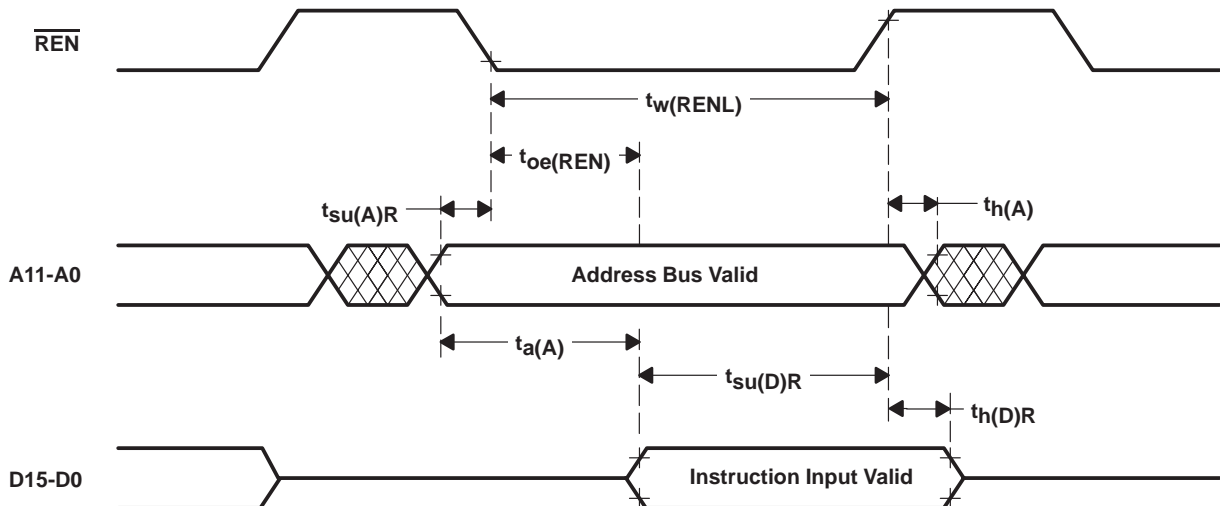 REN
tw(RENL)
toe(REN)
tsu(A)R
th(A)
A11-A0
Address Bus Valid
ta(A)
tsu(D)R
th(D)R
D15-D0
Instruction Input Valid